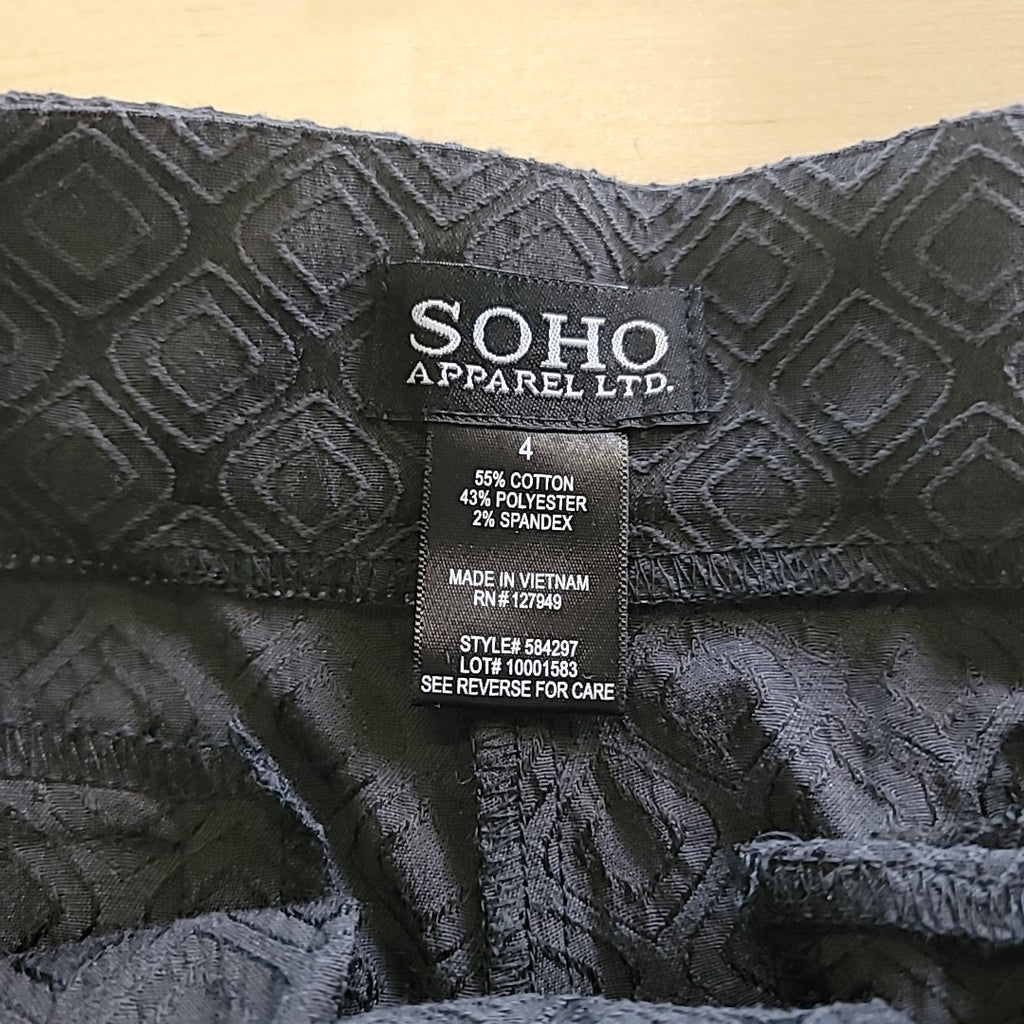 SOHO
APPAREL LTD.
4
55% COTTON
43% POLYESTER
2% SPANDEX
MADE IN VIETNAM
RN# 127949
STYLE# 584297
LOT# 10001583
SEE REVERSE FOR CARE